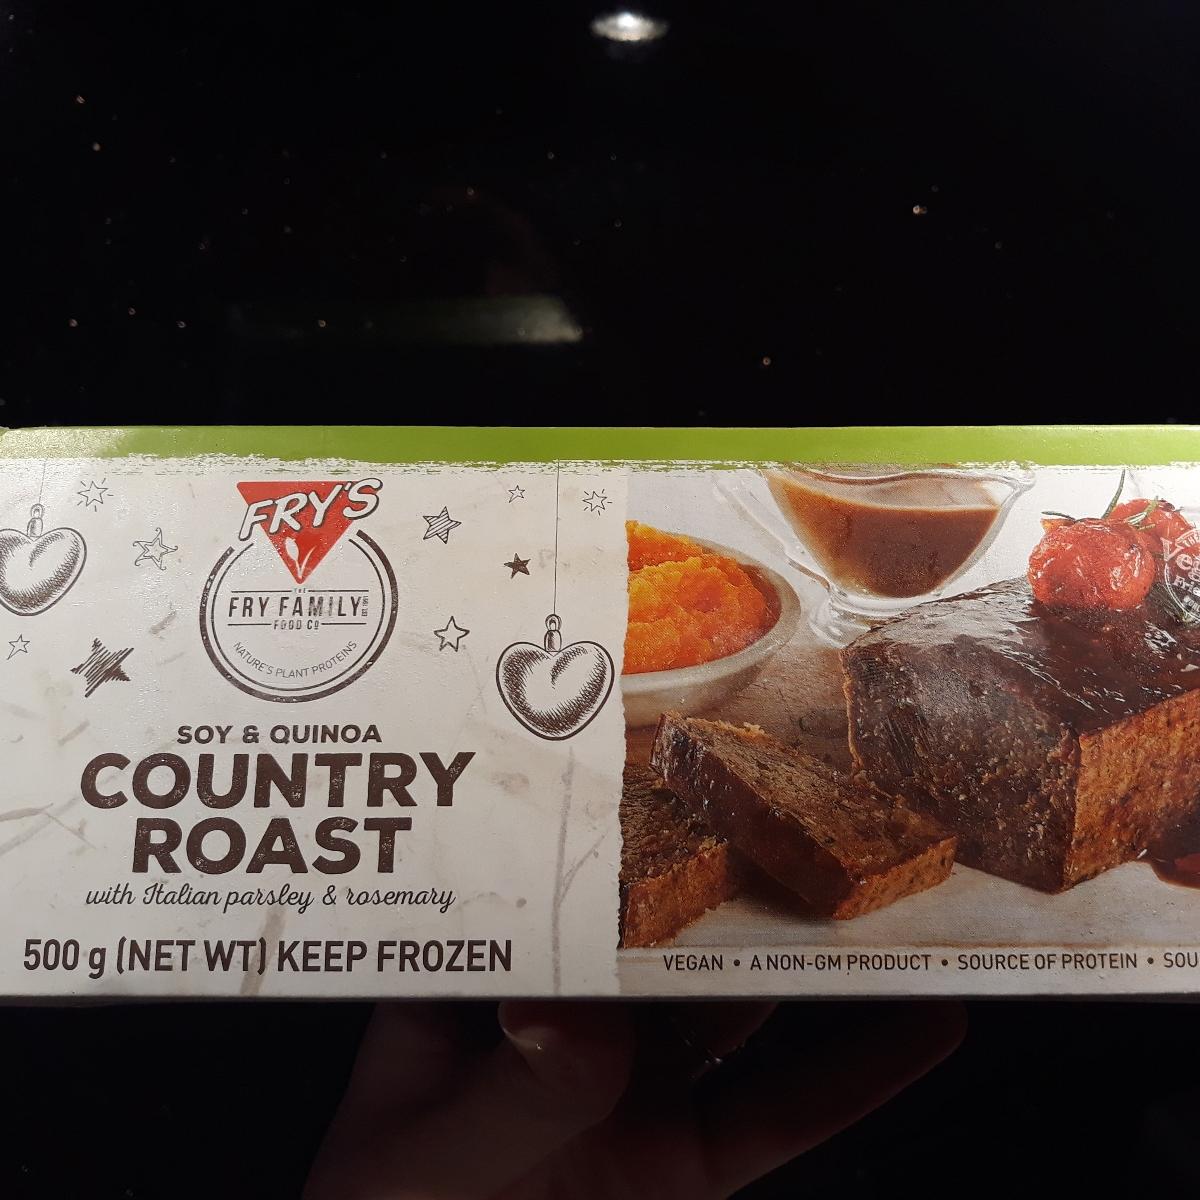 FRY'S
THE
FRY FAMILY
FOOD CO
NATURE'S PLANT PROTEINS
SOY & QUINOA
COUNTRY
ROAST
with Italian parsley & rosemary
500 g (NET WT) KEEP FROZEN
VEGAN • A NON-GM PRODUCT • SOURCE OF PROTEIN • SOU